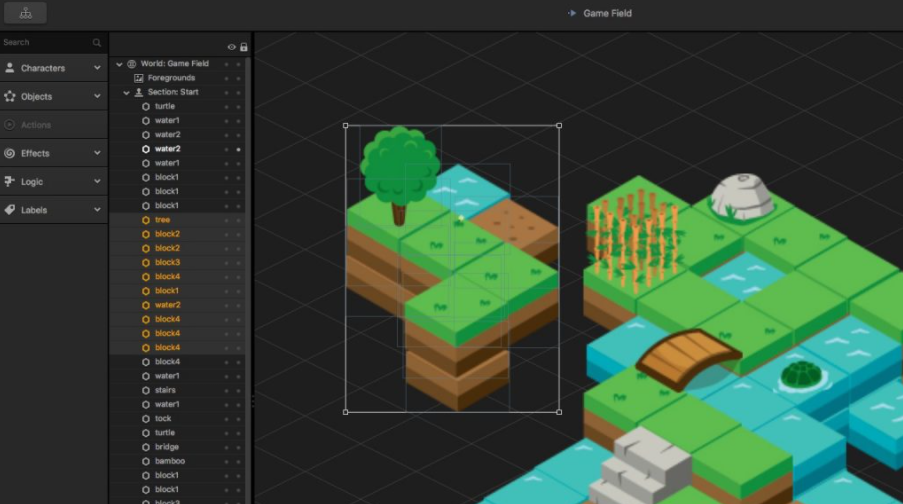 Game Field
Search
Characters
Objects
Actions
Effects
Logic
Labels
World: Game Field
Foregrounds
Section: Start
turtle
water1
water2
water2
water1
block1
block1
block1
tree
block2
block2
block3
block4
block1
water2
block4
block4
block4
block4
water1
stairs
water1
tock
turtle
bridge
bamboo
block1
block1
block3